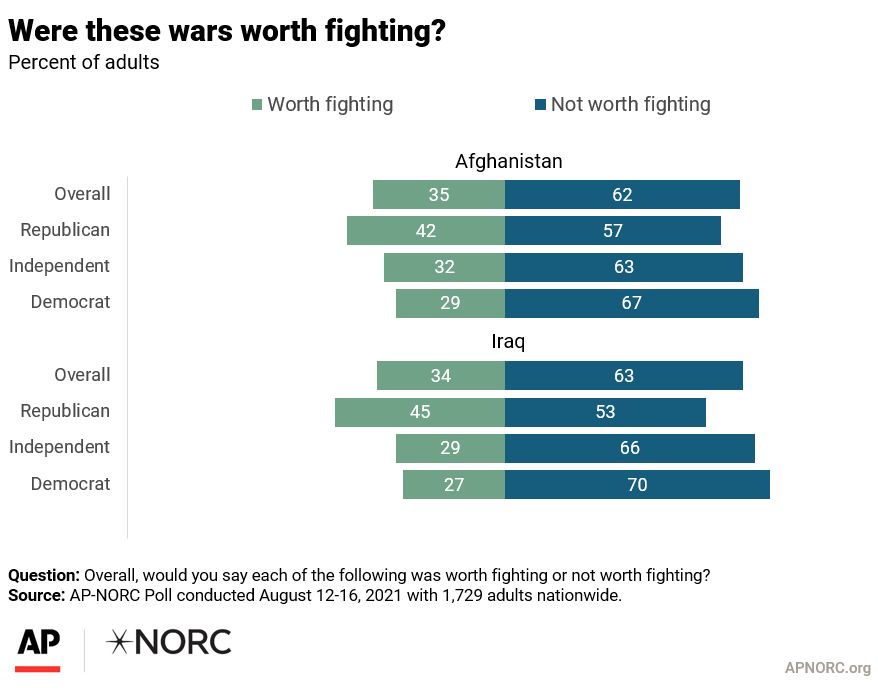 Were these wars worth fighting?
Percent of adults
Worth fighting Not worth fighting
Afghanistan
Overall 35 62
Republican 42 57
Independent 32 63
Democrat 29 67
Iraq
Overall 34 63
Republican 45 53
Independent 29 66
Democrat 27 70
Question: Overall, would you say each of the following was worth fighting or not worth fighting?
Source: AP-NORC Poll conducted August 12-16, 2021 with 1,729 adults nationwide.
AP NORC
APNORC.org